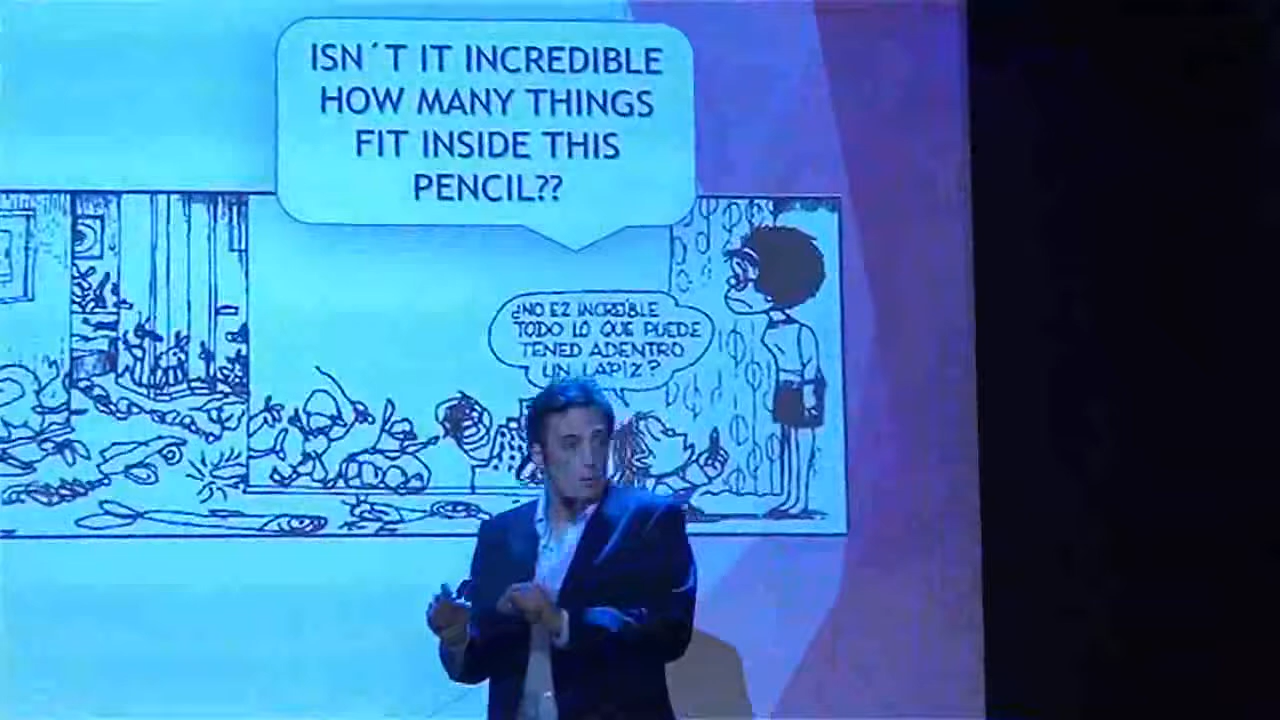 ISN´T IT INCREDIBLE
HOW MANY THINGS
FIT INSIDE THIS
PENCIL??
¿NO EZ INCREÍBLE
TODO LO QUE PUEDE
TENED ADENTRO
UN LAPIZ?